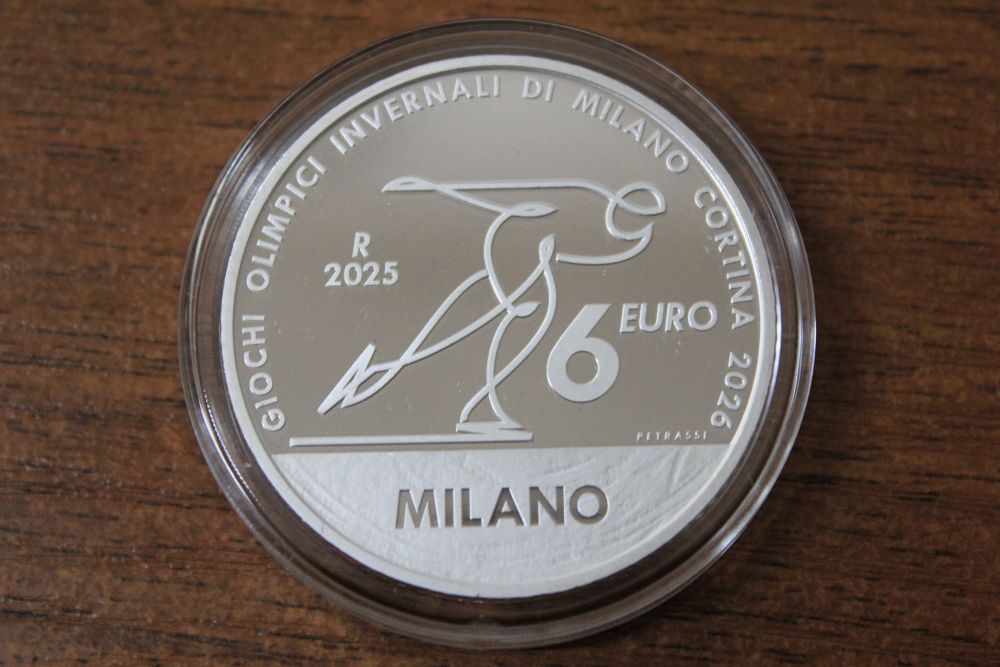 GIOCHI OLIMPICI INVERNALI DI MILANO CORTINA 2026
R
2025
6 EURO
PETRASSI
MILANO